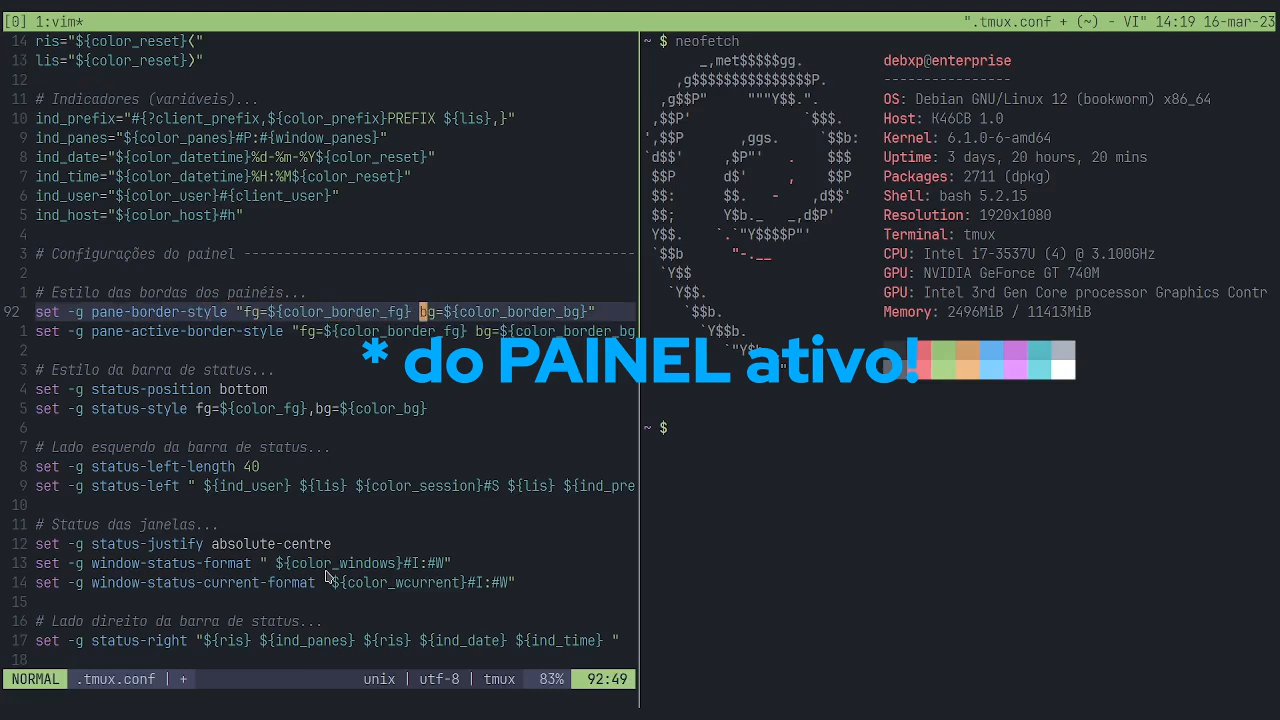 [0] 1:vim* ".tmux.conf + (~) - VI" 14:19 16-mar-23
14 ris="${color_reset}⟨"
13 lis="${color_reset}⟩"
12
11 # Indicadores (variáveis)...
10 ind_prefix="#{?client_prefix,${color_prefix}PREFIX ${lis},}"
9 ind_panes="${color_panes}#P:#{window_panes}"
8 ind_date="${color_datetime}%d-%m-%Y${color_reset}"
7 ind_time="${color_datetime}%H:%M${color_reset}"
6 ind_user="${color_user}#{client_user}"
5 ind_host="${color_host}#h"
4
3 # Configurações do painel -------------------------------------------------
2
1 # Estilo das bordas dos painéis...
92 set -g pane-border-style "fg=${color_border_fg} bg=${color_border_bg}"
1 set -g pane-active-border-style "fg=${color_border_fg} bg=${color_border_bg
2
3 # Estilo da barra de status...
4 set -g status-position bottom
5 set -g status-style fg=${color_fg},bg=${color_bg}
6
7 # Lado esquerdo da barra de status...
8 set -g status-left-length 40
9 set -g status-left " ${ind_user} ${lis} ${color_session}#S ${lis} ${ind_pre
10
11 # Status das janelas...
12 set -g status-justify absolute-centre
13 set -g window-status-format " ${color_windows}#I:#W"
14 set -g window-status-current-format "${color_wcurrent}#I:#W"
15
16 # Lado direito da barra de status...
17 set -g status-right "${ris} ${ind_panes} ${ris} ${ind_date} ${ind_time} "
18
NORMAL .tmux.conf | + unix | utf-8 | tmux 83% 92:49
~ $ neofetch
_,met$$$$$gg.
,g$$$$$$$$$$$$$$$P.
,g$$P" """Y$$.".
,$$P' `$$$.
',$$P ,ggs. `$$b:
`d$$' ,$P"' . $$$
$$P d$' , $$P
$$: $$. - ,d$$'
$$; Y$b._ _,d$P'
Y$$. `.`"Y$$$$P"'
`$$b "-.__
`Y$$
`Y$$.
`$$b.
`Y$$b.
`"Y$b._
debxp@enterprise
----------------
OS: Debian GNU/Linux 12 (bookworm) x86_64
Host: K46CB 1.0
Kernel: 6.1.0-6-amd64
Uptime: 3 days, 20 hours, 20 mins
Packages: 2711 (dpkg)
Shell: bash 5.2.15
Resolution: 1920x1080
Terminal: tmux
CPU: Intel i7-3537U (4) @ 3.100GHz
GPU: NVIDIA GeForce GT 740M
GPU: Intel 3rd Gen Core processor Graphics Contr
Memory: 2496MiB / 11413MiB
* do PAINEL ativo!
~ $